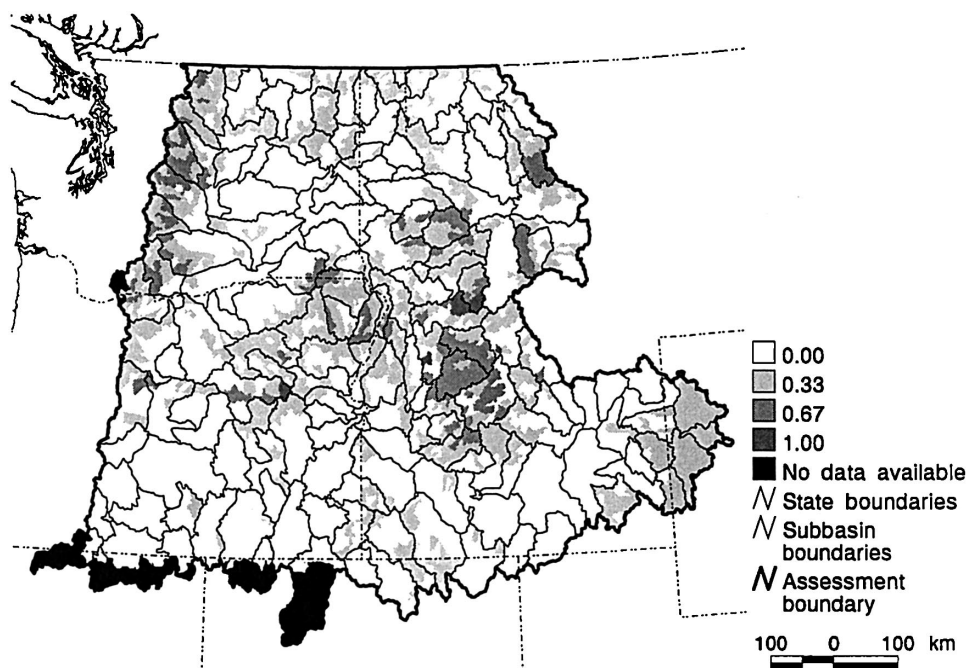 0.00
0.33
0.67
1.00
No data available
State boundaries
Subbasin
boundaries
Assessment
boundary
100 0 100 km